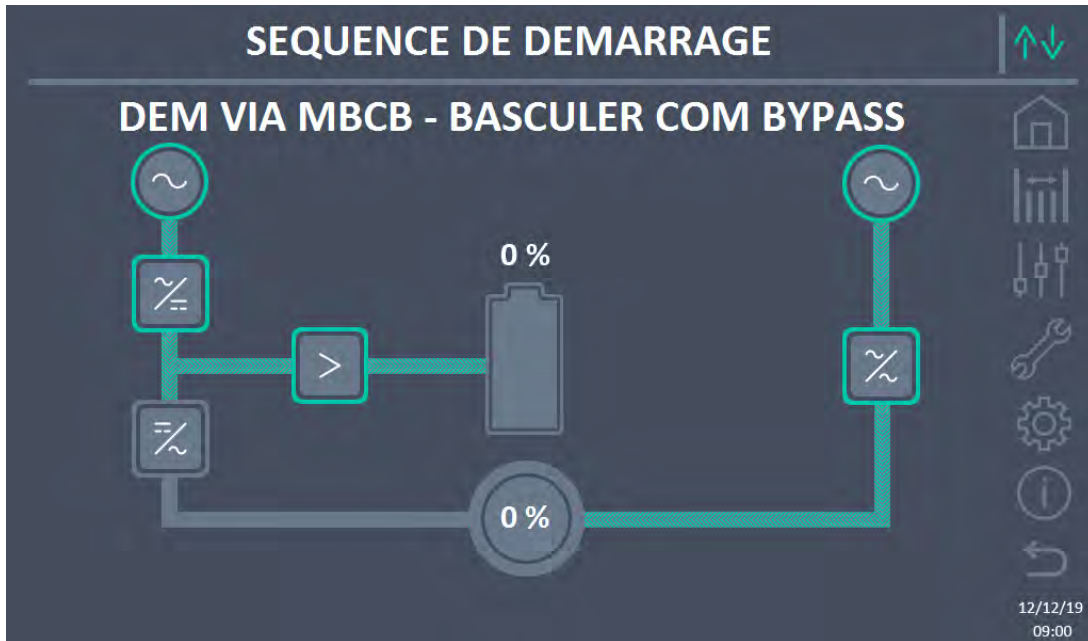 SEQUENCE DE DEMARRAGE
DEM VIA MBCB - BASCULER COM BYPASS
0 %
0 %
12/12/19
09:00